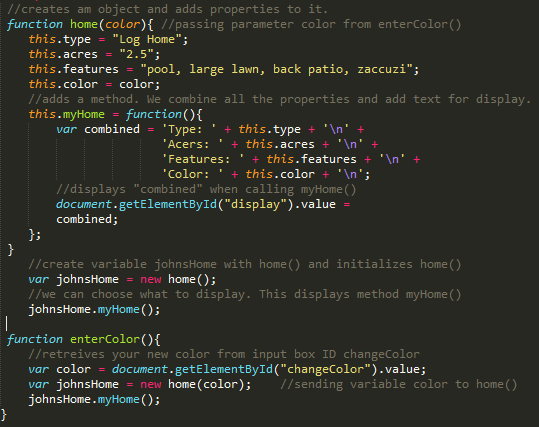 //creates am object and adds properties to it.
function home(color){ //passing parameter color from enterColor()
this.type = "Log Home";
this.acres = "2.5";
this.features = "pool, large lawn, back patio, zaccuzi";
this.color = color;
//adds a method. We combine all the properties and add text for display.
this.myHome = function(){
var combined = 'Type: ' + this.type + '\n' +
'Acers: ' + this.acres + '\n' +
'Features: ' + this.features + '\n' +
'Color: ' + this.color + '\n';
//displays "combined" when calling myHome()
document.getElementById("display").value =
combined;
};
}
//create variable johnsHome with home() and initializes home()
var johnsHome = new home();
//we can choose what to display. This displays method myHome()
johnsHome.myHome();
function enterColor(){
//retreives your new color from input box ID changeColor
var color = document.getElementById("changeColor").value;
var johnsHome = new home(color); //sending variable color to home()
johnsHome.myHome();
}